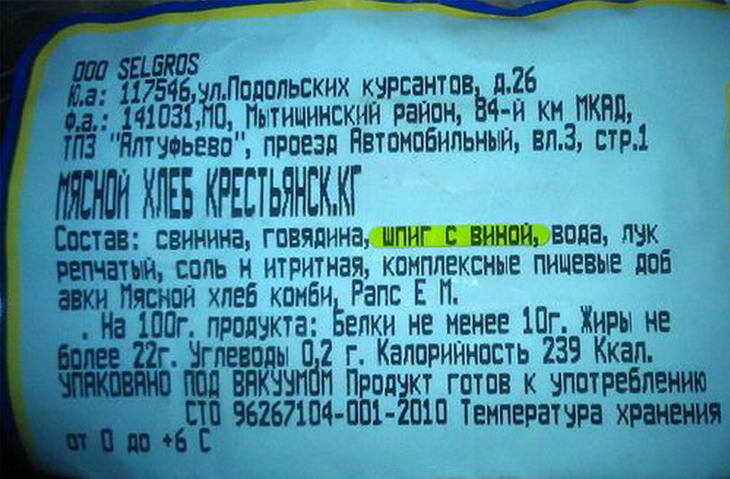 ООО SELGROS
Ю.а: 117546,ул.Подольских курсантов, д.26
Ф.а.: 141031,МО, Мытищинский район, 84-й км МКАД,
ТПЗ "Алтуфьево", проезд Автомобильный, вл.3, стр.1
МЯСНОЙ ХЛЕБ КРЕСТЬЯНСК.КГ
Состав: свинина, говядина, шпиг с виной, вода, лук
репчатый, соль н итритная, комплексные пищевые доб
авки Мясной хлеб комби, Рапс Е М.
. На 100г. продукта: Белки не менее 10г. Жиры не
более 22г. Углеводы 0,2 г. Калорийность 239 Ккал.
УПАКОВАНО ПОД ВАКУУМОМ Продукт готов к употреблению
СТО 96267104-001-2010 Температура хранения
от 0 до +6 С